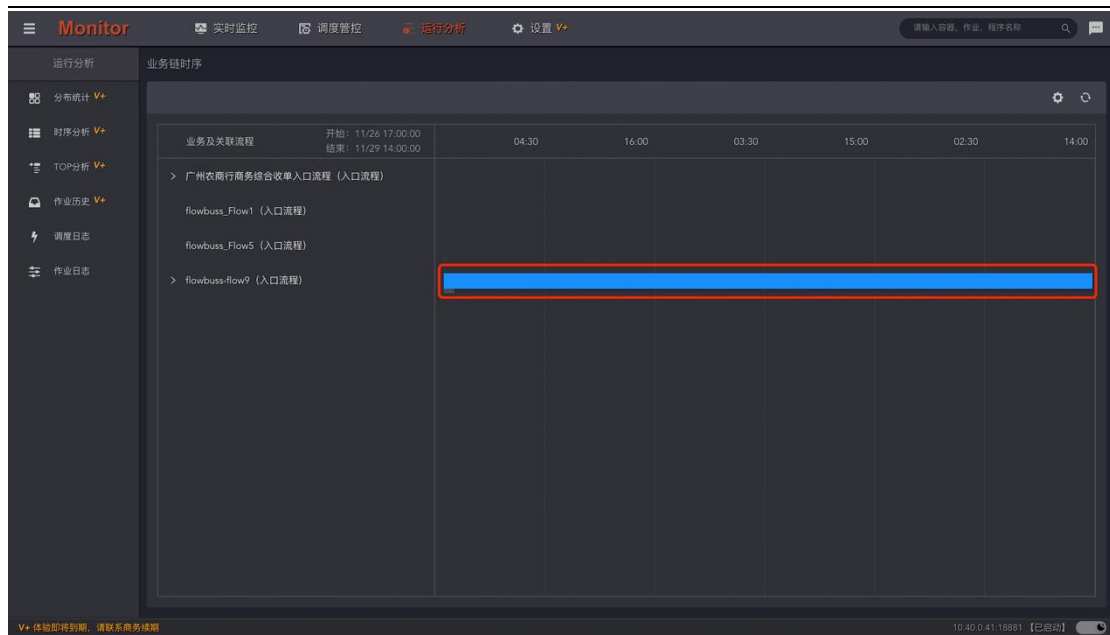 Monitor 实时监控 调度管控 运行分析 设置 V+ 请输入容器、作业、程序名称
运行分析 业务链时序
分布统计 V+
时序分析 V+
TOP分析 V+
作业历史 V+
调度日志
作业日志
业务及关联流程 开始: 11/26 17:00:00 04:30 16:00 03:30 15:00 02:30 14:00
结束: 11/29 14:00:00
> 广州农商行商务综合收单入口流程（入口流程）
flowbuss_Flow1（入口流程）
flowbuss_Flow5（入口流程）
> flowbuss-flow9（入口流程）
V+ 体验即将到期，请联系商务续期 10.40.0.41:18881 【已启动】